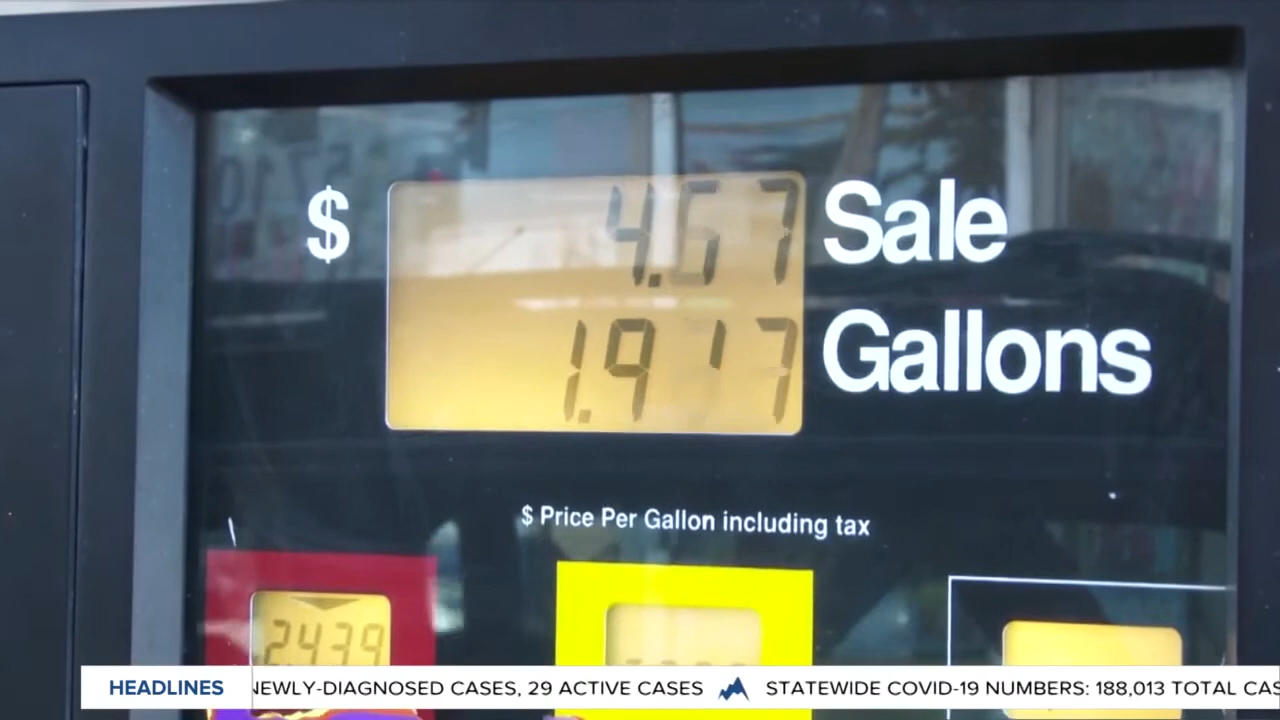 $ 4.67 Sale
1.917 Gallons
$ Price Per Gallon including tax
2.439
HEADLINES NEWLY-DIAGNOSED CASES, 29 ACTIVE CASES STATEWIDE COVID-19 NUMBERS: 188,013 TOTAL